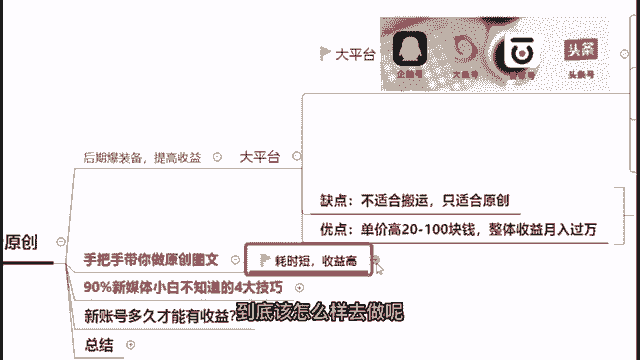 大平台
企鹅号
大鱼号
头条
头条号
后期爆装备，提高收益
大平台
缺点：不适合搬运，只适合原创
优点：单价高20-100块钱，整体收益月入过万
原创
手把手带你做原创图文
耗时短，收益高
90%新媒体小白不知道的4大技巧
到底该怎么样去做呢
新账号多久才能有收益?
总结